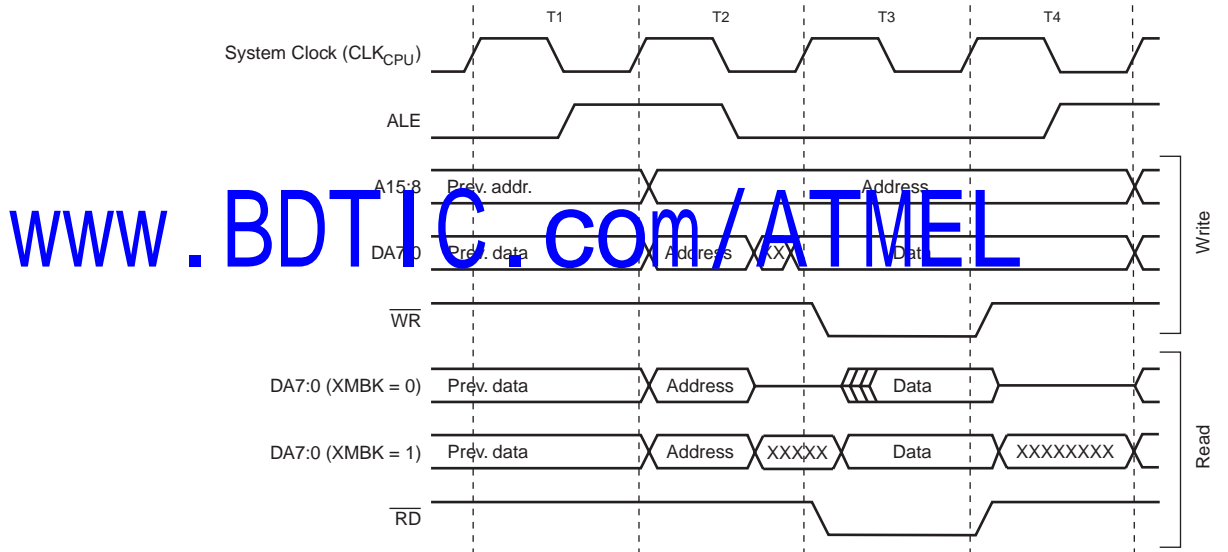 T1 T2 T3 T4
System Clock (CLKCPU)
ALE
A15:8 Prev. addr. Address
www.BDTIC.com/ATMEL
DA7:0 Prev. data Address XX Data
WR
Write
DA7:0 (XMBK = 0) Prev. data Address Data
DA7:0 (XMBK = 1) Prev. data Address XXXXX Data XXXXXXXX
RD
Read